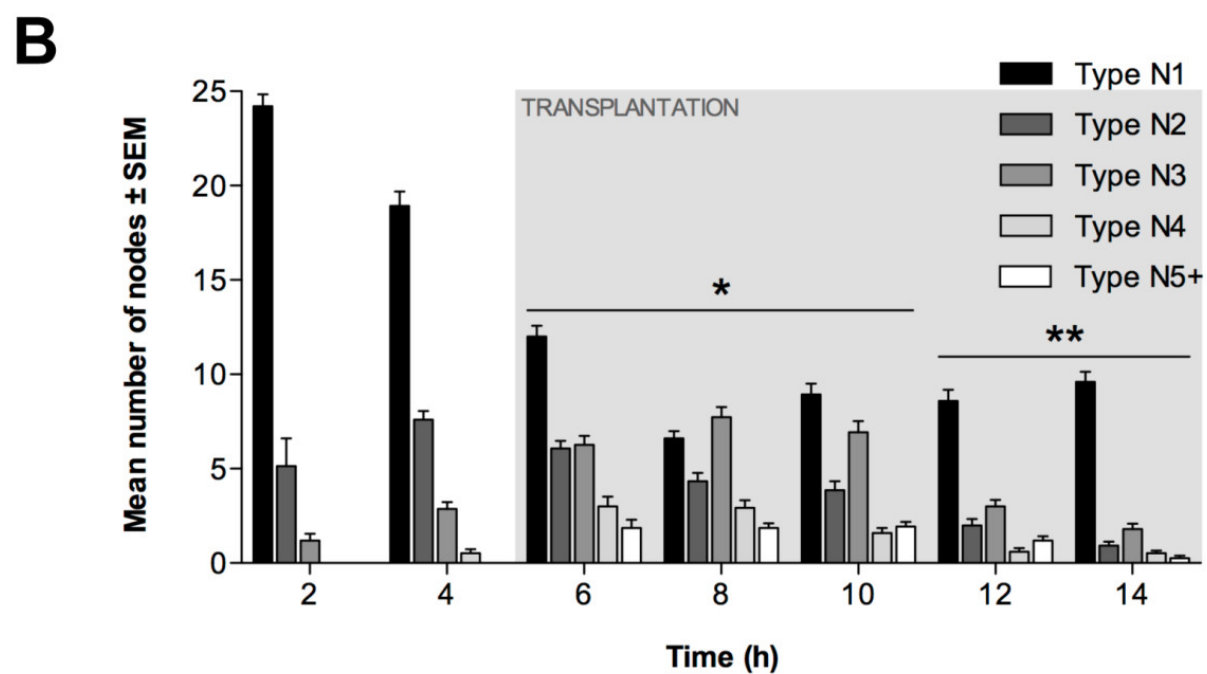 B
Mean number of nodes ± SEM
25
20
15
10
5
0
TRANSPLANTATION
Type N1
Type N2
Type N3
Type N4
Type N5+
*
**
2 4 6 8 10 12 14
Time (h)